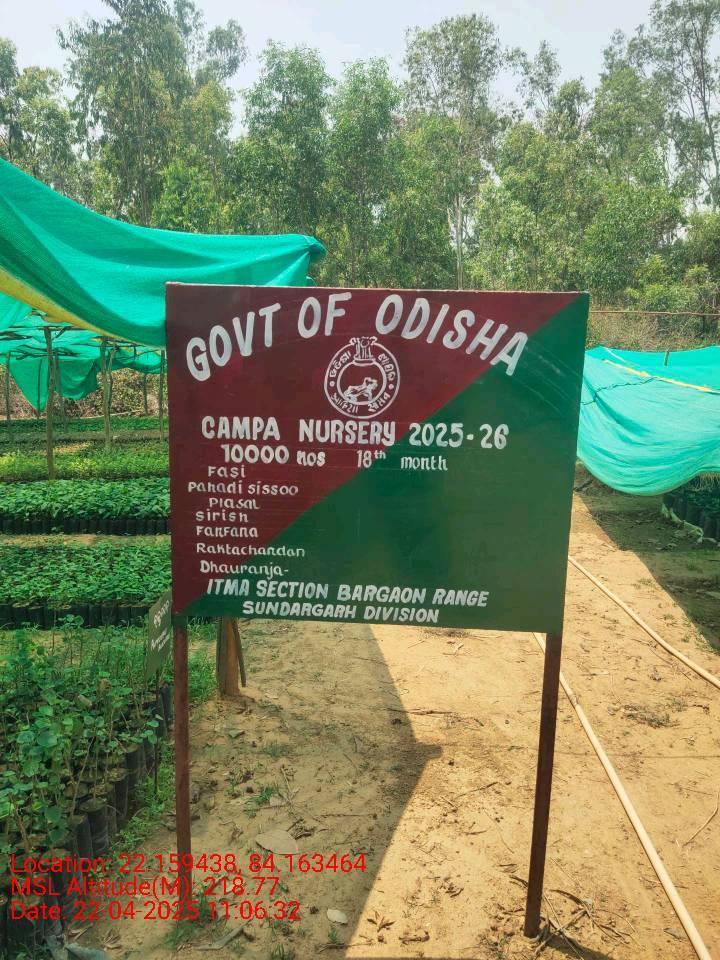 GOVT OF ODISHA
CAMPA NURSERY 2025-26
10000 nos 18th month
Fasi
Pahadi sissoo
Piasal
Sirish
Fanfana
Raktachandan
Dhauranja-
ITMA SECTION BARGAON RANGE
SUNDARGARH DIVISION
Location: 22.159438, 84.163464
MSL Altitude(M): 218.77
Date: 22-04-2025 11:06:32